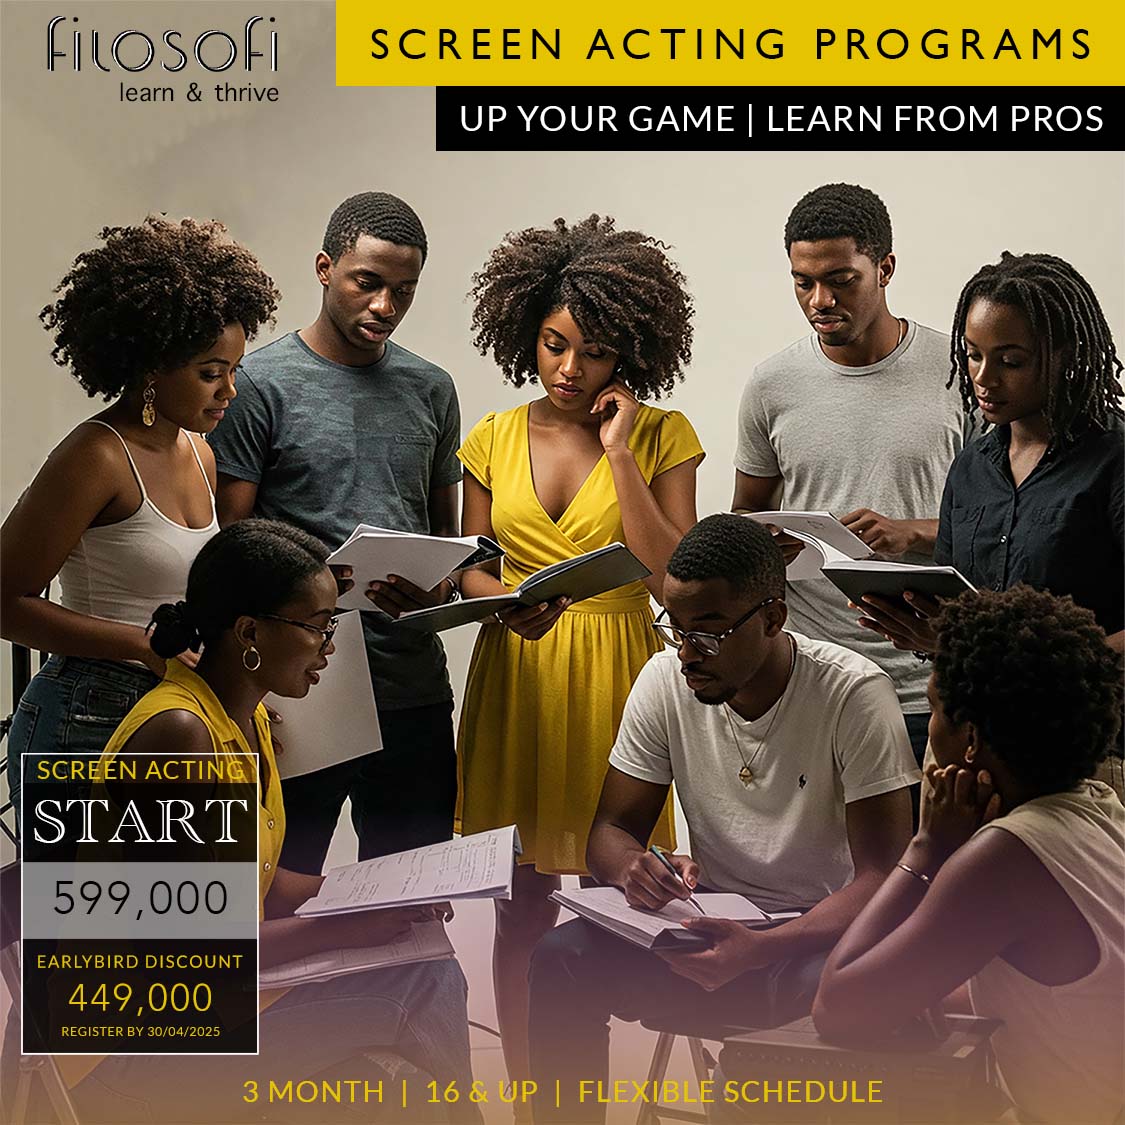 filosofi
learn & thrive
SCREEN ACTING PROGRAMS
UP YOUR GAME | LEARN FROM PROS
SCREEN ACTING
START
599,000
EARLYBIRD DISCOUNT
449,000
REGISTER BY 30/04/2025
3 MONTH | 16 & UP | FLEXIBLE SCHEDULE